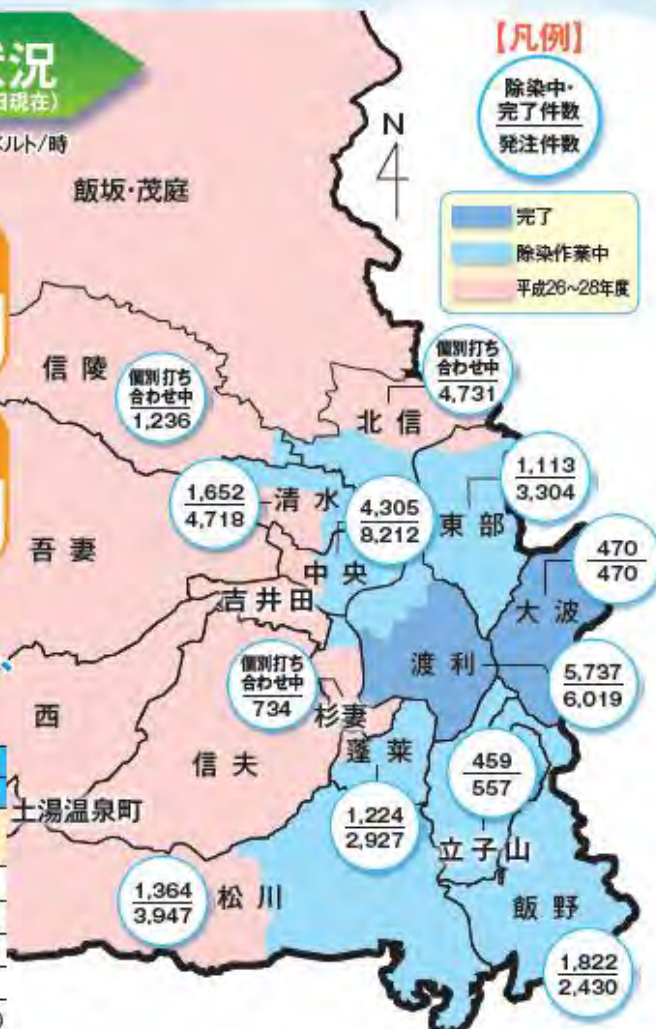 況
日現在)
ベルト/時
【凡例】
除染中・
完了件数
発注件数
完了
除染作業中
平成26~28年度
N
飯坂・茂庭
信陵
個別打ち
合わせ中
1,236
個別打ち
合わせ中
4,731
北信
1,652
4,718
清水
4,305
8,212
中央
1,113
3,304
東部
470
470
大波
吾妻
吉井田
渡利
5,737
6,019
個別打ち
合わせ中
734
杉妻
西
信夫
蓬莱
1,224
2,927
459
557
立子山
土湯温泉町
1,364
3,947
松川
飯野
1,822
2,430